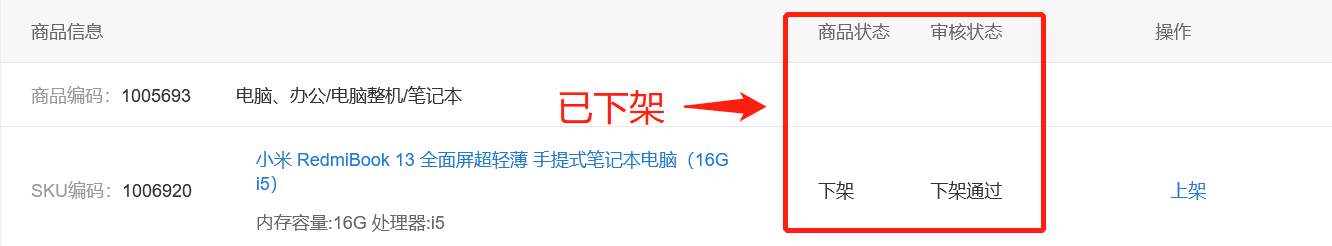 商品信息 商品状态 审核状态 操作
商品编码：1005693 电脑、办公/电脑整机/笔记本
已下架
小米 RedmiBook 13 全面屏超轻薄 手提式笔记本电脑（16G
i5）
SKU编码：1006920 下架 下架通过 上架
内存容量:16G 处理器:i5